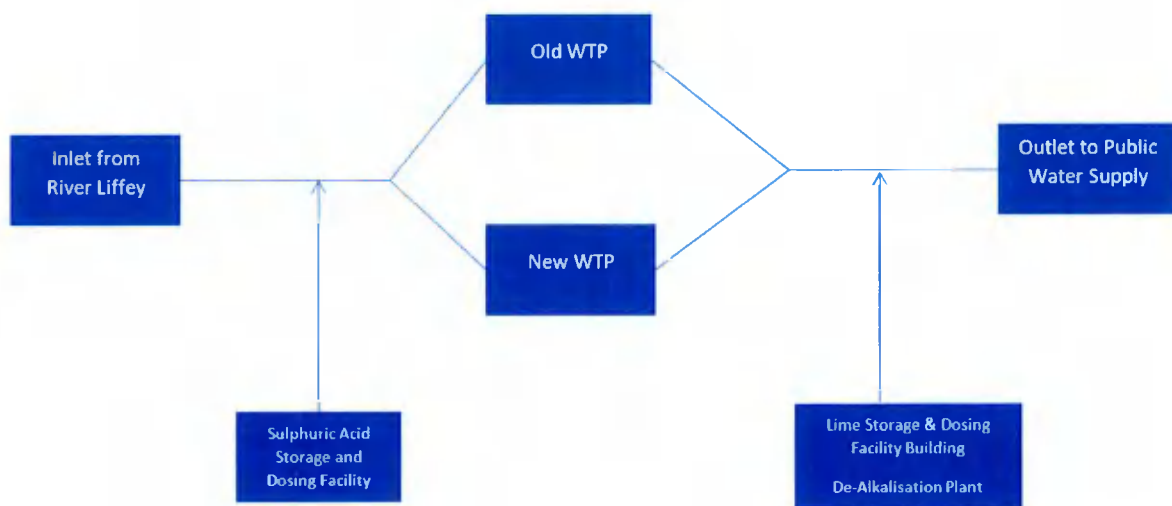 Old WTP
Inlet from
River Liffey
Outlet to Public
Water Supply
New WTP
Sulphuric Acid
Storage and
Dosing Facility
Lime Storage & Dosing
Facility Building
De-Alkalisation Plant